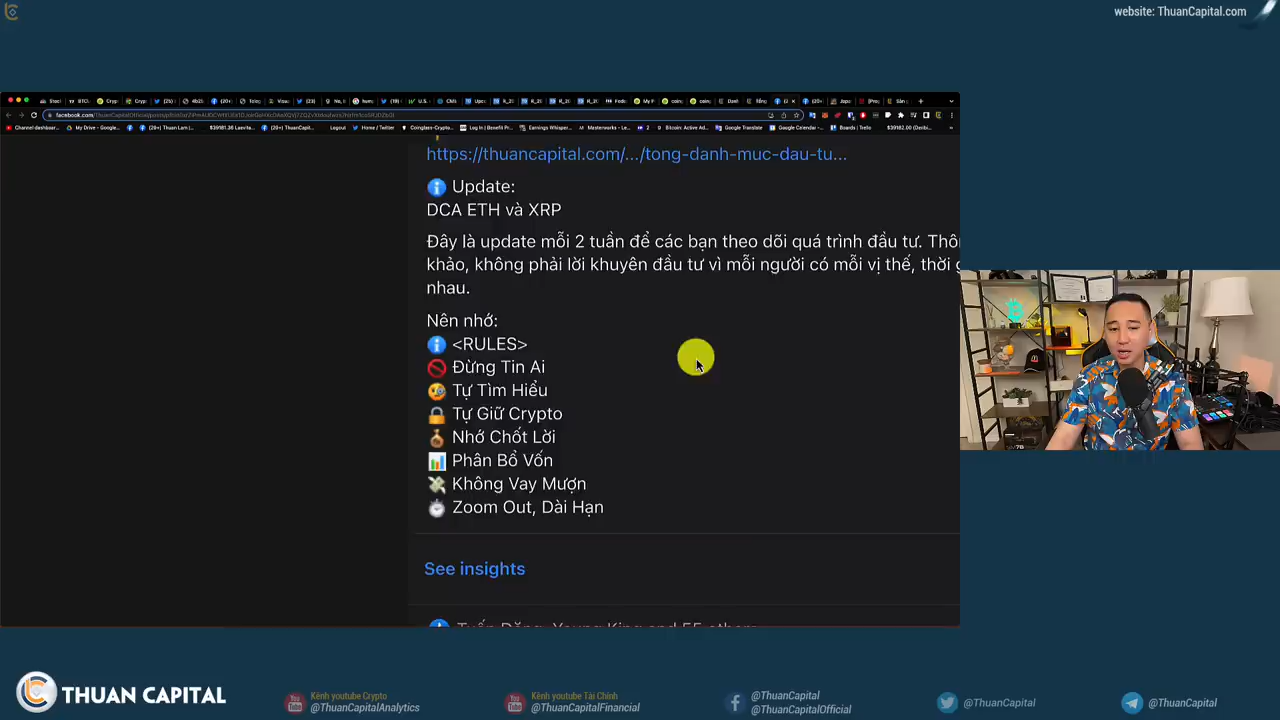 website: ThuanCapital.com
https://thuancapital.com/.../tong-danh-muc-dau-tu...
Update:
DCA ETH và XRP
Đây là update mỗi 2 tuần để các bạn theo dõi quá trình đầu tư. Thôn
khảo, không phải lời khuyên đầu tư vì mỗi người có mỗi vị thế, thời g
nhau.
Nên nhớ:
<RULES>
Đừng Tin Ai
Tự Tìm Hiểu
Tự Giữ Crypto
Nhớ Chốt Lời
Phân Bổ Vốn
Không Vay Mượn
Zoom Out, Dài Hạn
See insights
THUAN CAPITAL
Kênh youtube Crypto
@ThuanCapitalAnalytics
Kênh youtube Tài Chính
@ThuanCapitalFinancial
@ThuanCapital
@ThuanCapitalOfficial
@ThuanCapital
@ThuanCapital